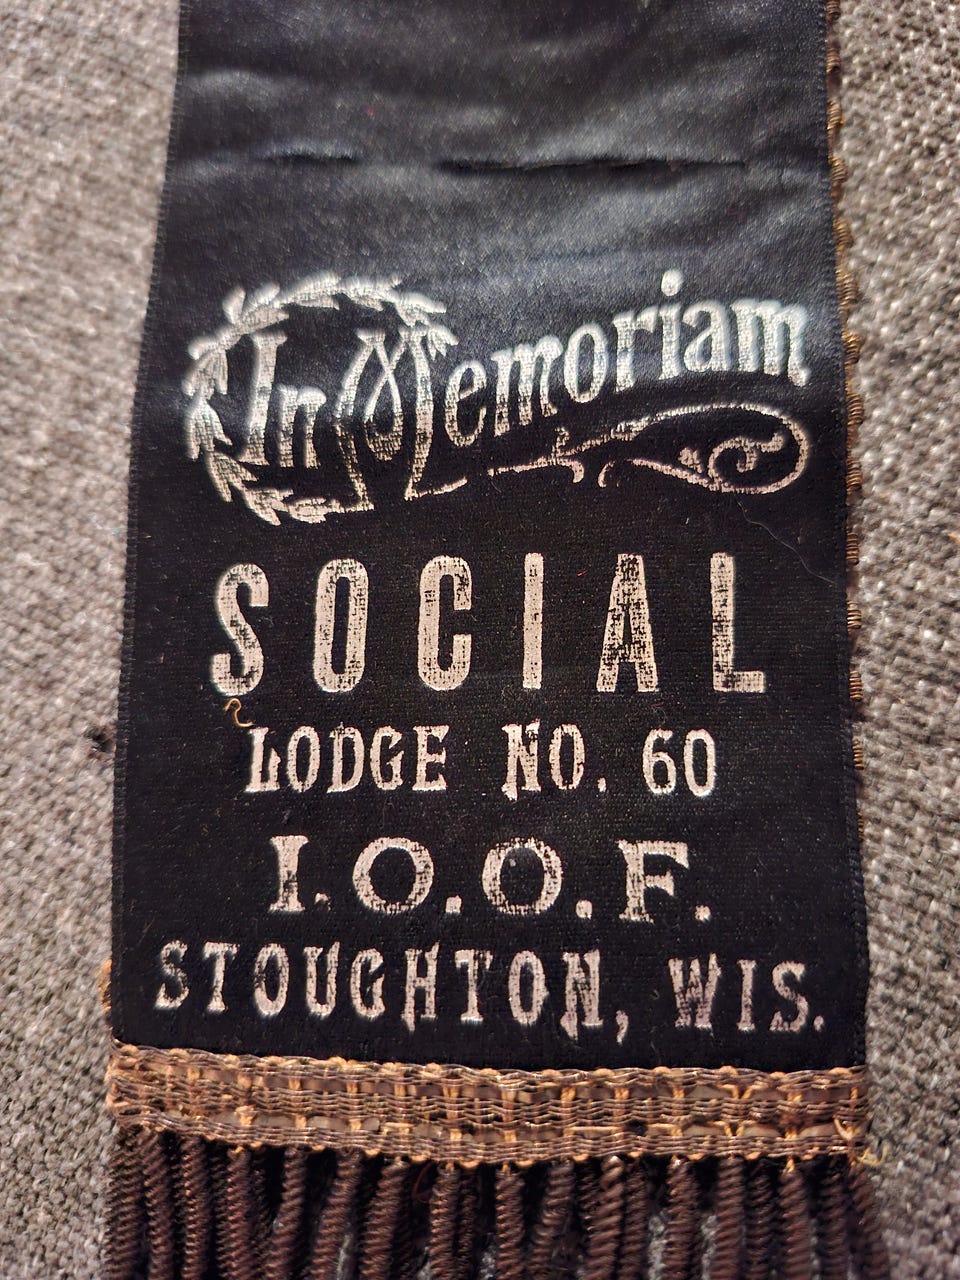 In Memoriam
SOCIAL
LODGE NO. 60
I.O.O.F.
STOUGHTON, WIS.